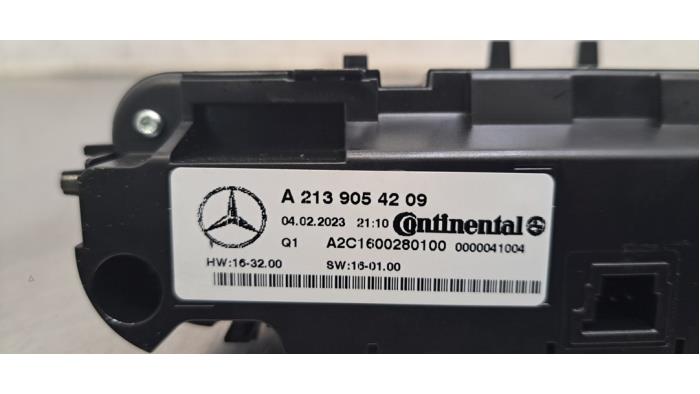 A 213 905 42 09
04.02.2023 21:10 Continental
Q1 A2C1600280100 0000041004
HW:16-32.00 SW:16-01.00